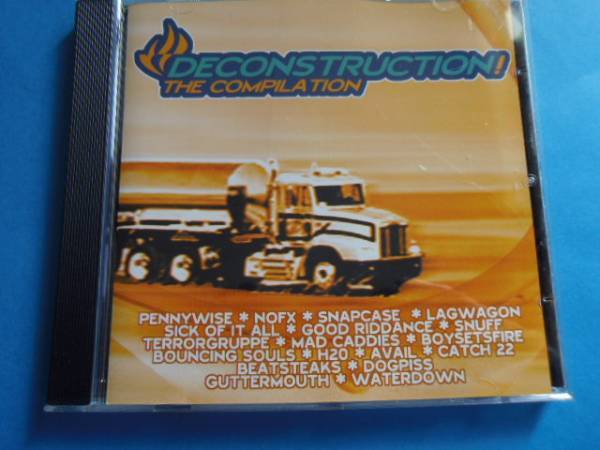 DECONSTRUCTION!
THE COMPILATION
PENNYWISE * NOFX * SNAPCASE * LAGWAGON
SICK OF IT ALL * GOOD RIDDANCE * SNUFF
TERRORGRUPPE * MAD CADDIES * BOYSETSFIRE
BOUNCING SOULS * H2O * AVAIL * CATCH 22
BEATSTEAKS * DOGPISS
GUTTERMOUTH * WATERDOWN